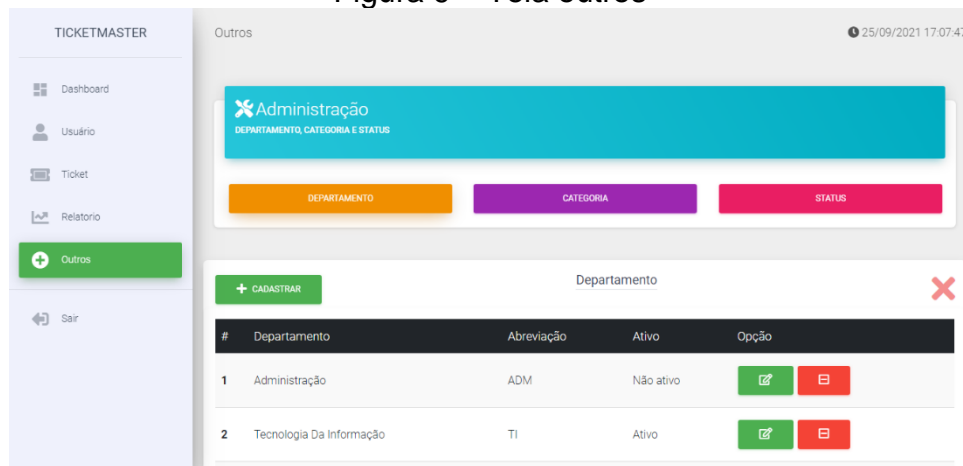 TICKETMASTER
Outros
25/09/2021 17:07:47
Dashboard
Usuário
Ticket
Relatorio
Outros
Sair
Administração
DEPARTAMENTO, CATEGORIA E STATUS
DEPARTAMENTO CATEGORIA STATUS
+ CADASTRAR
Departamento
# Departamento Abreviação Ativo Opção
1 Administração ADM Não ativo
2 Tecnologia Da Informação TI Ativo